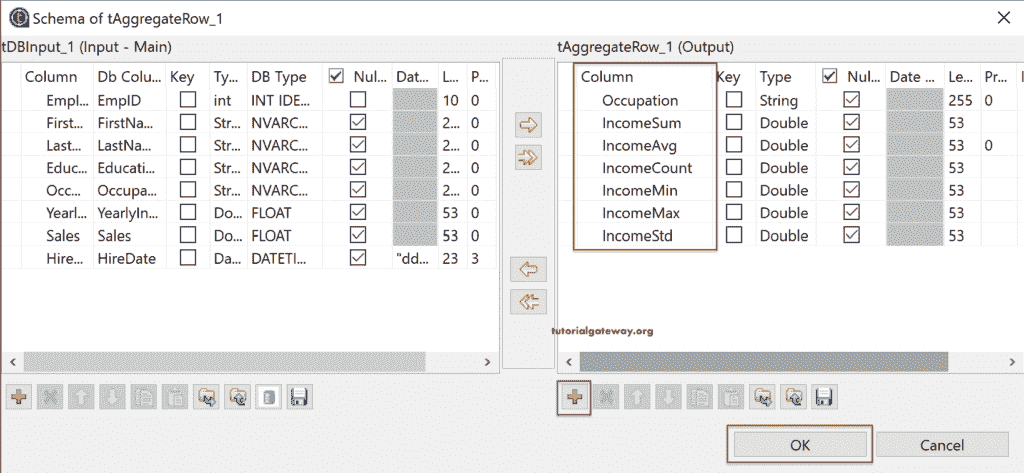 Schema of tAggregateRow_1
tDBInput_1 (Input - Main)
Column Db Colu... Key Ty... DB Type Nul... Dat... L... P...
Empl... EmpID int INT IDE... 10 0
First... FirstNa... Str... NVARC... 2... 0
Last... LastNa... Str... NVARC... 2... 0
Educ... Educati... Str... NVARC... 2... 0
Occ... Occupa... Str... NVARC... 2... 0
Yearl... YearlyIn... Do... FLOAT 53 0
Sales Sales Do... FLOAT 53 0
Hire... HireDate Da... DATETI... "dd... 23 3
tAggregateRow_1 (Output)
Column Key Type Nul... Date ... Le... Pr...
Occupation String 255 0
IncomeSum Double 53
IncomeAvg Double 53 0
IncomeCount Double 53
IncomeMin Double 53
IncomeMax Double 53
IncomeStd Double 53
tutorialgateway.org
OK Cancel